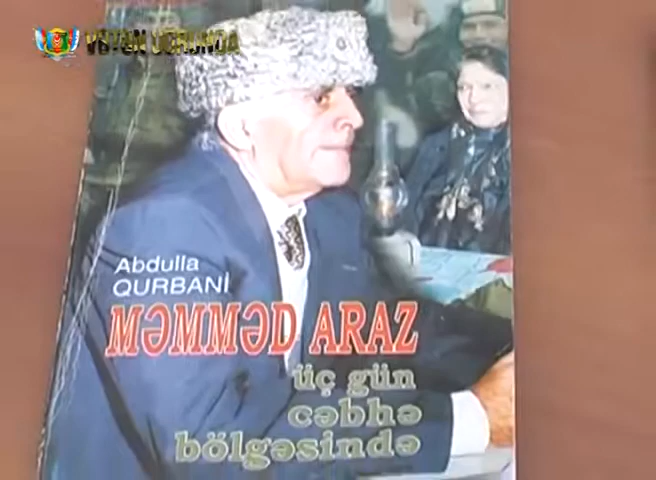 VƏTƏN UĞRUNDA
Abdulla
QURBANİ
MƏMMƏD ARAZ
üç gün
cəbhə
bölgəsində